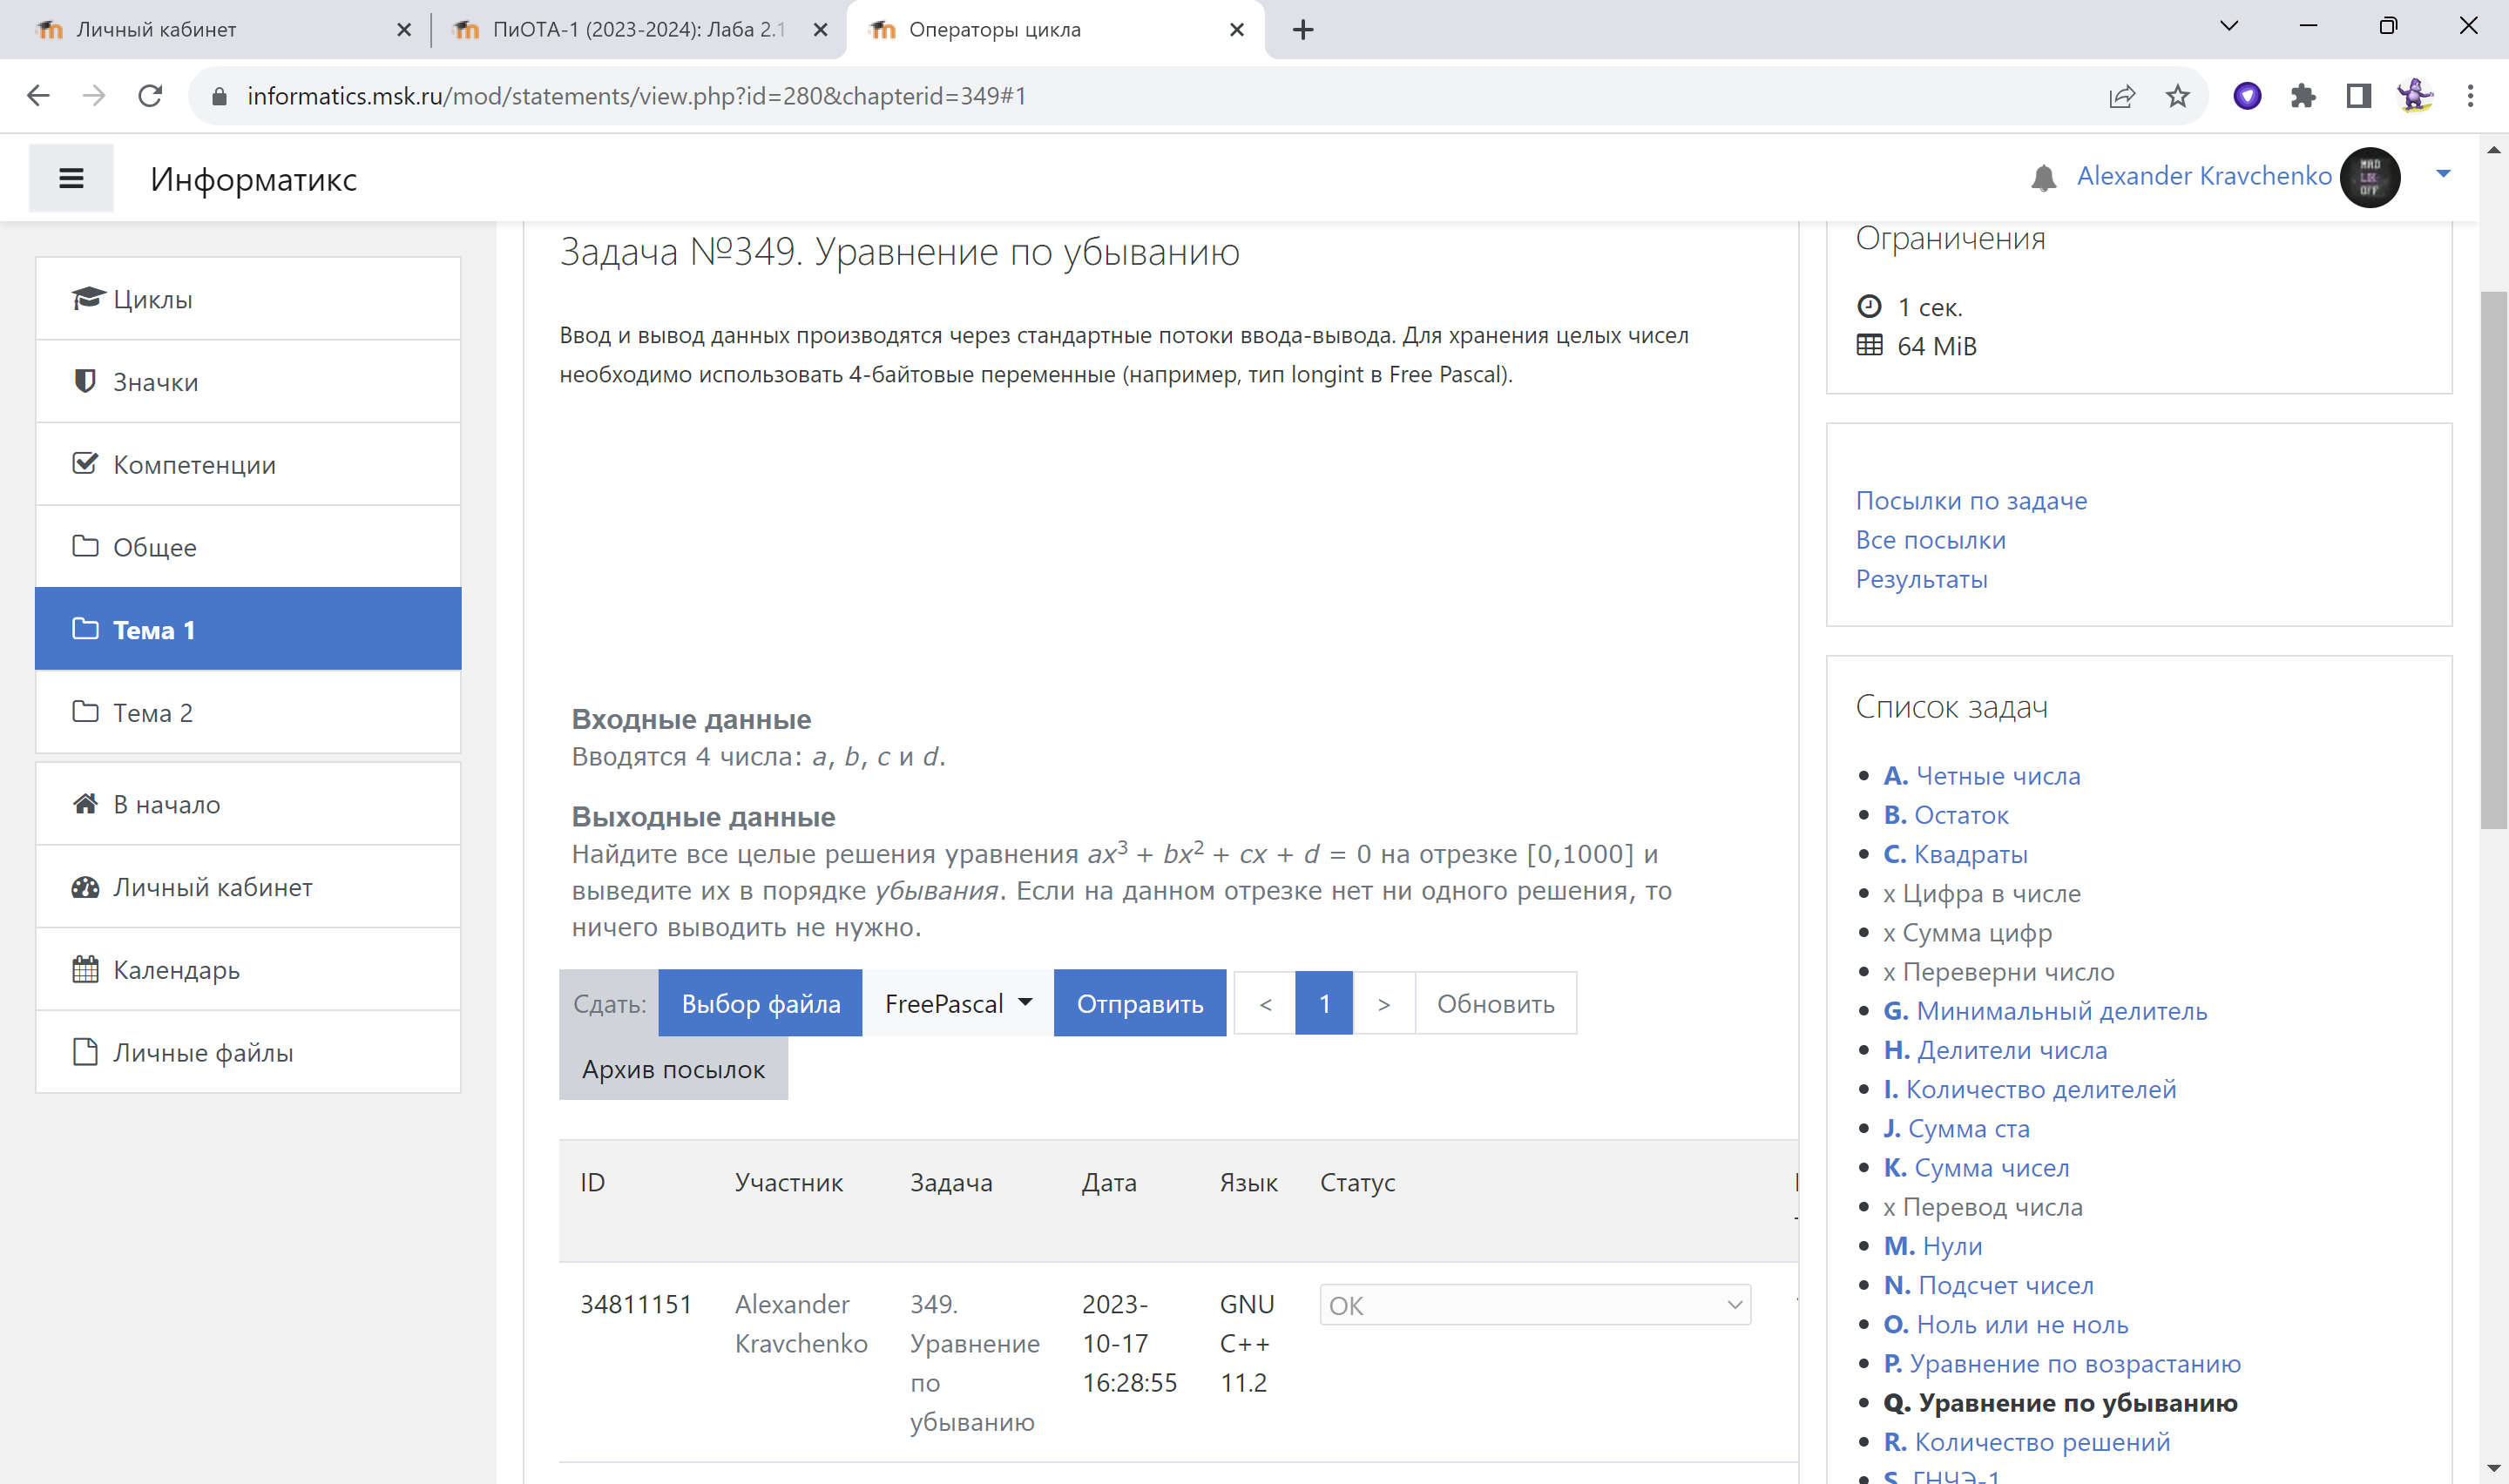 Личный кабинет
ПиОТА-1 (2023-2024): Лаба 2.1
Операторы цикла
informatics.msk.ru/mod/statements/view.php?id=280&chapterid=349#1
Информатикс
Alexander Kravchenko
MAD
OFF
Циклы
Значки
Компетенции
Общее
Тема 1
Тема 2
В начало
Личный кабинет
Календарь
Личные файлы
Задача №349. Уравнение по убыванию
Ввод и вывод данных производятся через стандартные потоки ввода-вывода. Для хранения целых чисел
необходимо использовать 4-байтовые переменные (например, тип longint в Free Pascal).
Входные данные
Вводятся 4 числа: a, b, c и d.
Выходные данные
Найдите все целые решения уравнения ax³ + bx² + cx + d = 0 на отрезке [0,1000] и
выведите их в порядке убывания. Если на данном отрезке нет ни одного решения, то
ничего выводить не нужно.
Сдать: Выбор файла FreePascal Отправить < 1 > Обновить
Архив посылок
ID Участник Задача Дата Язык Статус
34811151 Alexander 349. 2023- GNU OK
Kravchenko Уравнение 10-17 C++
по 16:28:55 11.2
убыванию
Ограничения
1 сек.
64 MiB
Посылки по задаче
Все посылки
Результаты
Список задач
A. Четные числа
B. Остаток
C. Квадраты
x Цифра в числе
x Сумма цифр
x Переверни число
G. Минимальный делитель
H. Делители числа
I. Количество делителей
J. Сумма ста
K. Сумма чисел
x Перевод числа
M. Нули
N. Подсчет чисел
O. Ноль или не ноль
P. Уравнение по возрастанию
Q. Уравнение по убыванию
R. Количество решений
S. ГНЧЭ-1